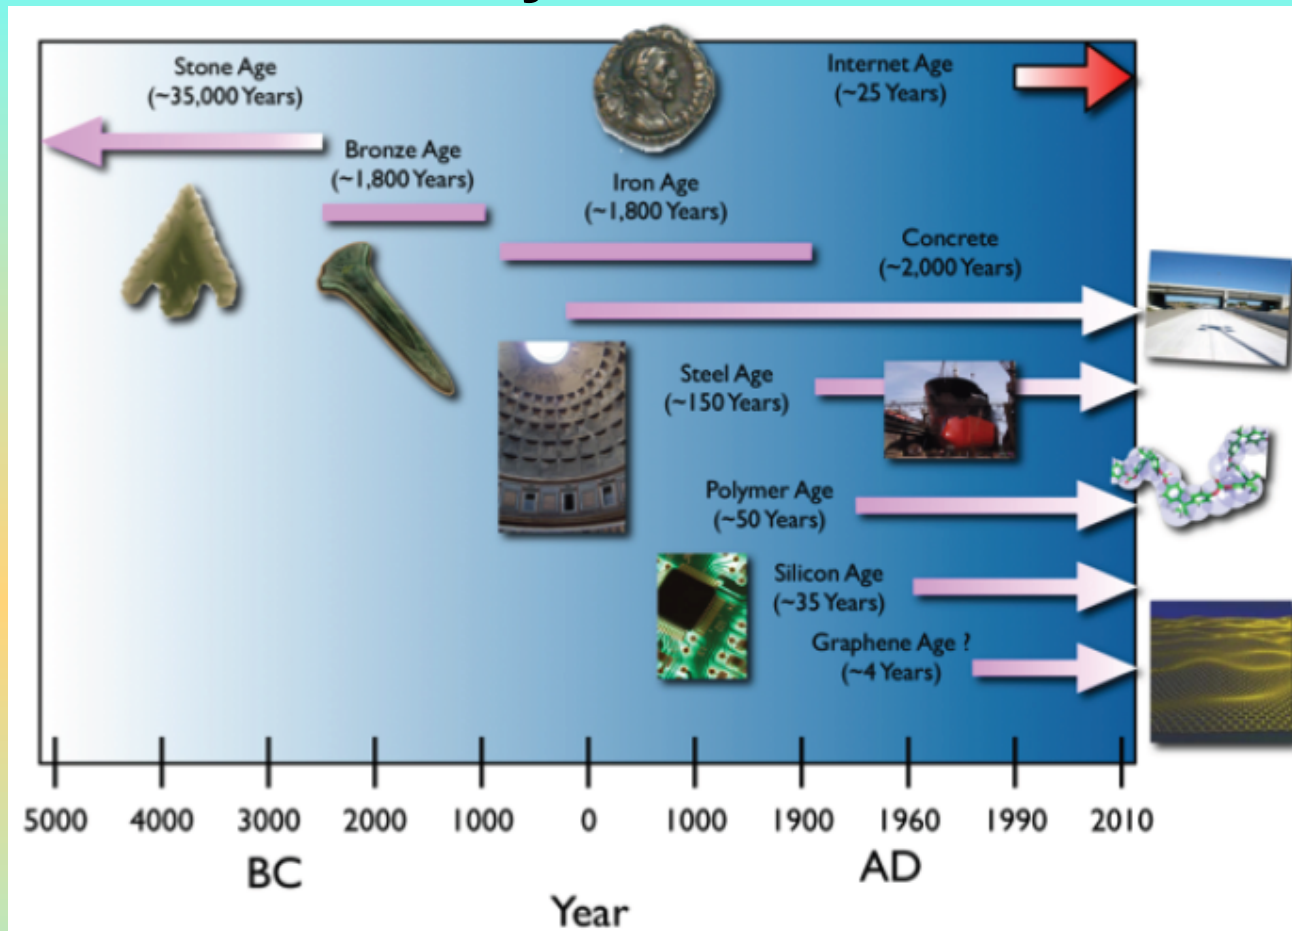 Stone Age
(~35,000 Years)
Internet Age
(~25 Years)
Bronze Age
(~1,800 Years)
Iron Age
(~1,800 Years)
Concrete
(~2,000 Years)
Steel Age
(~150 Years)
Polymer Age
(~50 Years)
Silicon Age
(~35 Years)
Graphene Age ?
(~4 Years)
5000 4000 3000 2000 1000 0 1000 1900 1960 1990 2010
BC AD
Year